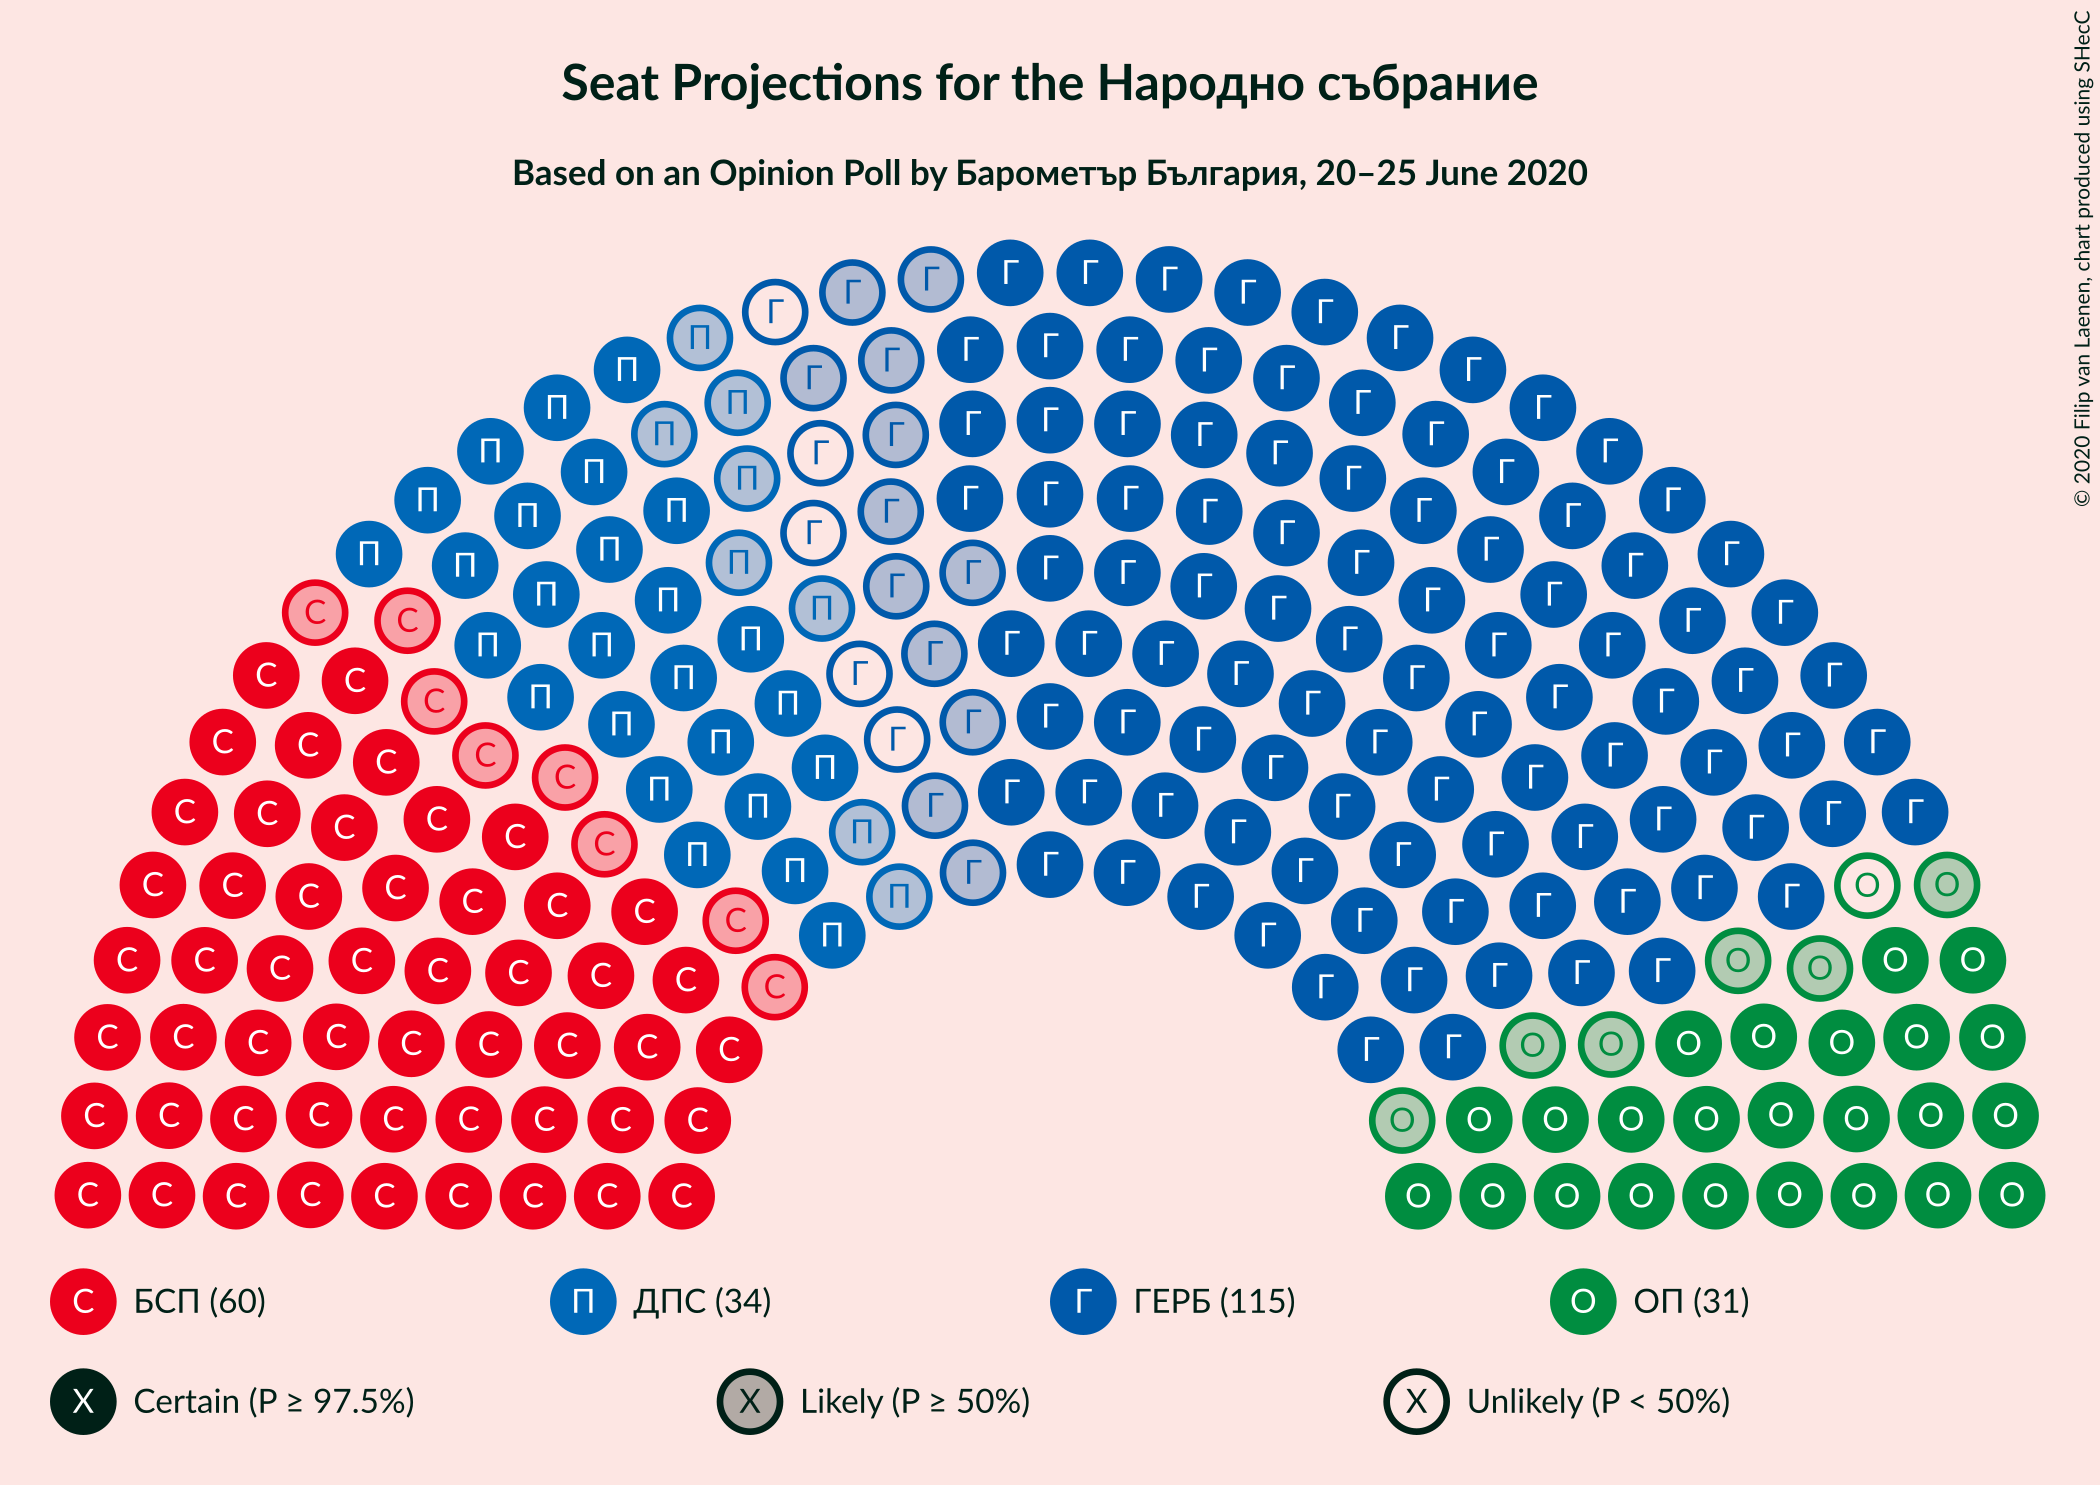 Seat Projections for the Народно събрание
Based on an Opinion Poll by Барометър България, 20–25 June 2020
© 2020 Filip van Laenen, chart produced using SHecC
С БСП (60) П ДПС (34) Г ГЕРБ (115) О ОП (31)
X Certain (P ≥ 97.5%) X Likely (P ≥ 50%) X Unlikely (P < 50%)